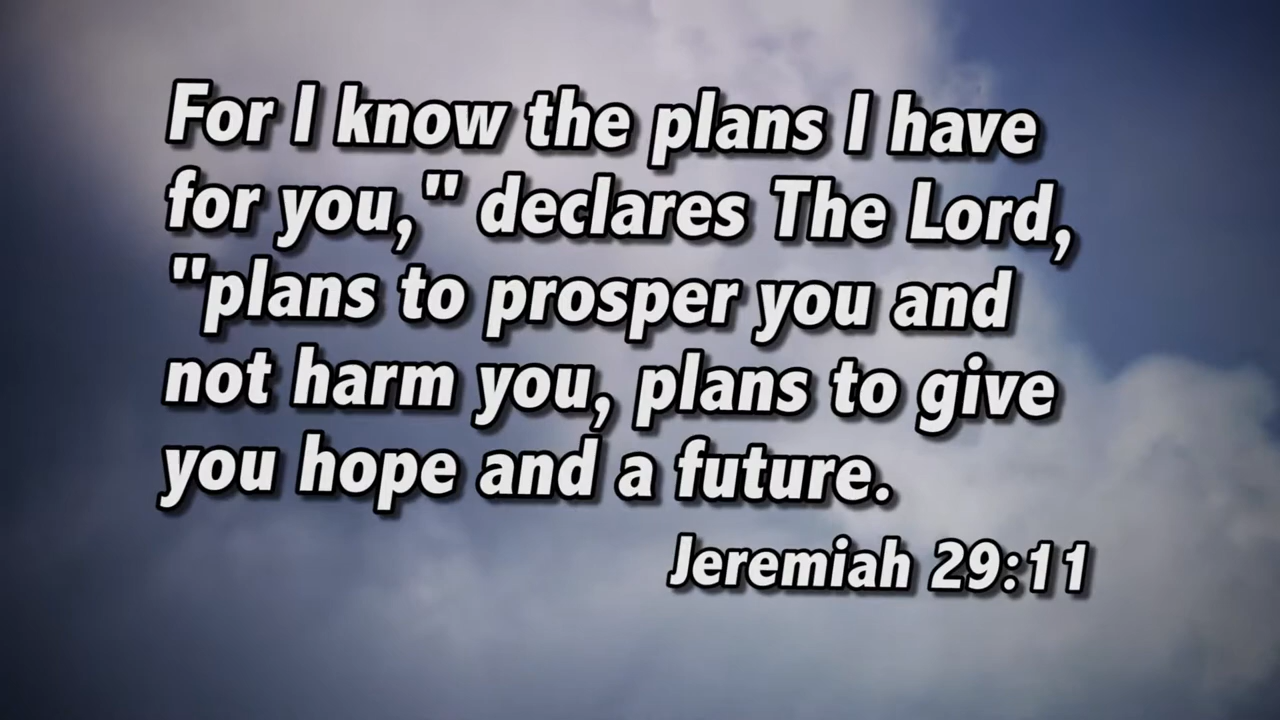 For I know the plans I have
for you," declares The Lord,
"plans to prosper you and
not harm you, plans to give
you hope and a future.
Jeremiah 29:11